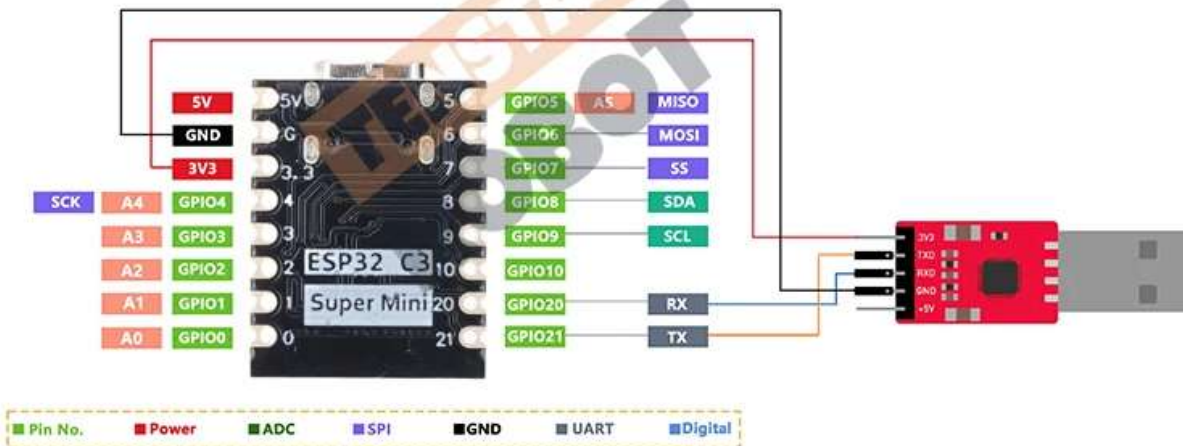 TENSTAR
ROBOT
5V 5V 5 GPIO5 A5 MISO
GND G 6 GPIO6 MOSI
3V3 3.3 7 GPIO7 SS
SCK A4 GPIO4 4 8 GPIO8 SDA
A3 GPIO3 3 9 GPIO9 SCL
A2 GPIO2 2 ESP32 C3 10 GPIO10
A1 GPIO1 1 Super Mini 20 GPIO20 RX
A0 GPIO0 0 21 GPIO21 TX
3V3
TXD
RXD
GND
+5V
Pin No. Power ADC SPI GND UART Digital